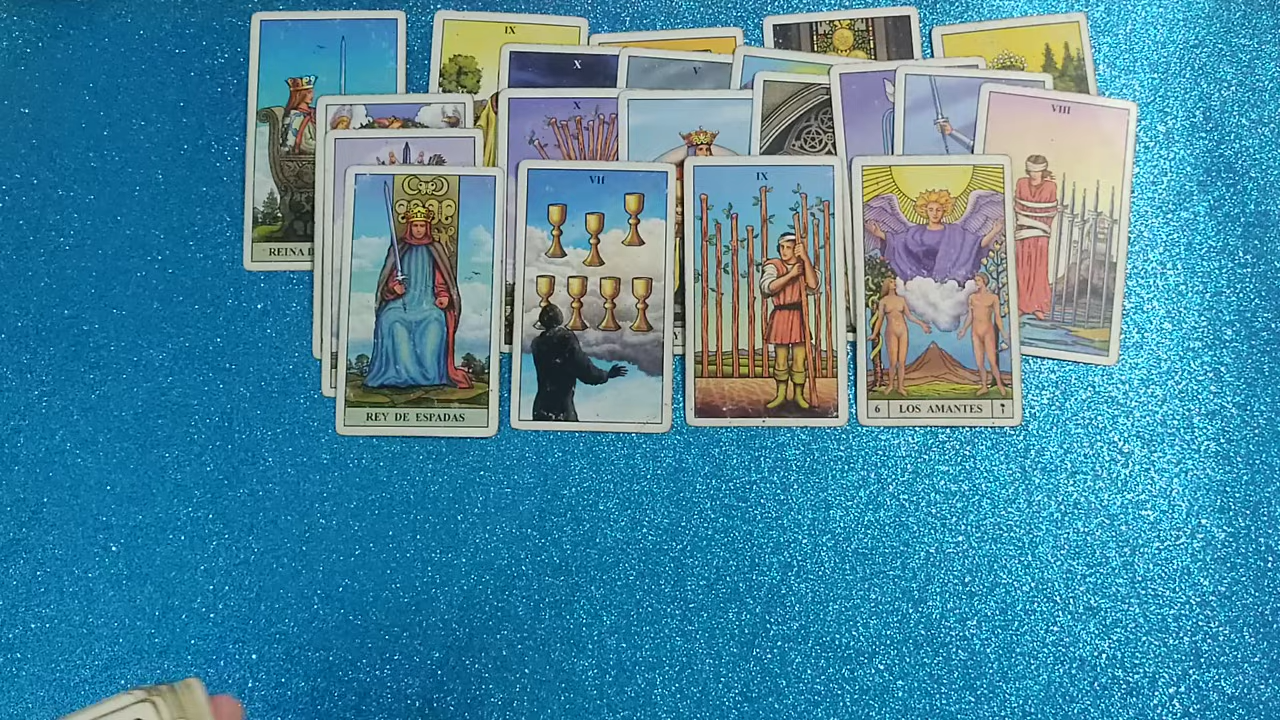 IX
X
V
REINA D
X
VIII
VII
IX
REY DE ESPADAS
6 LOS AMANTES